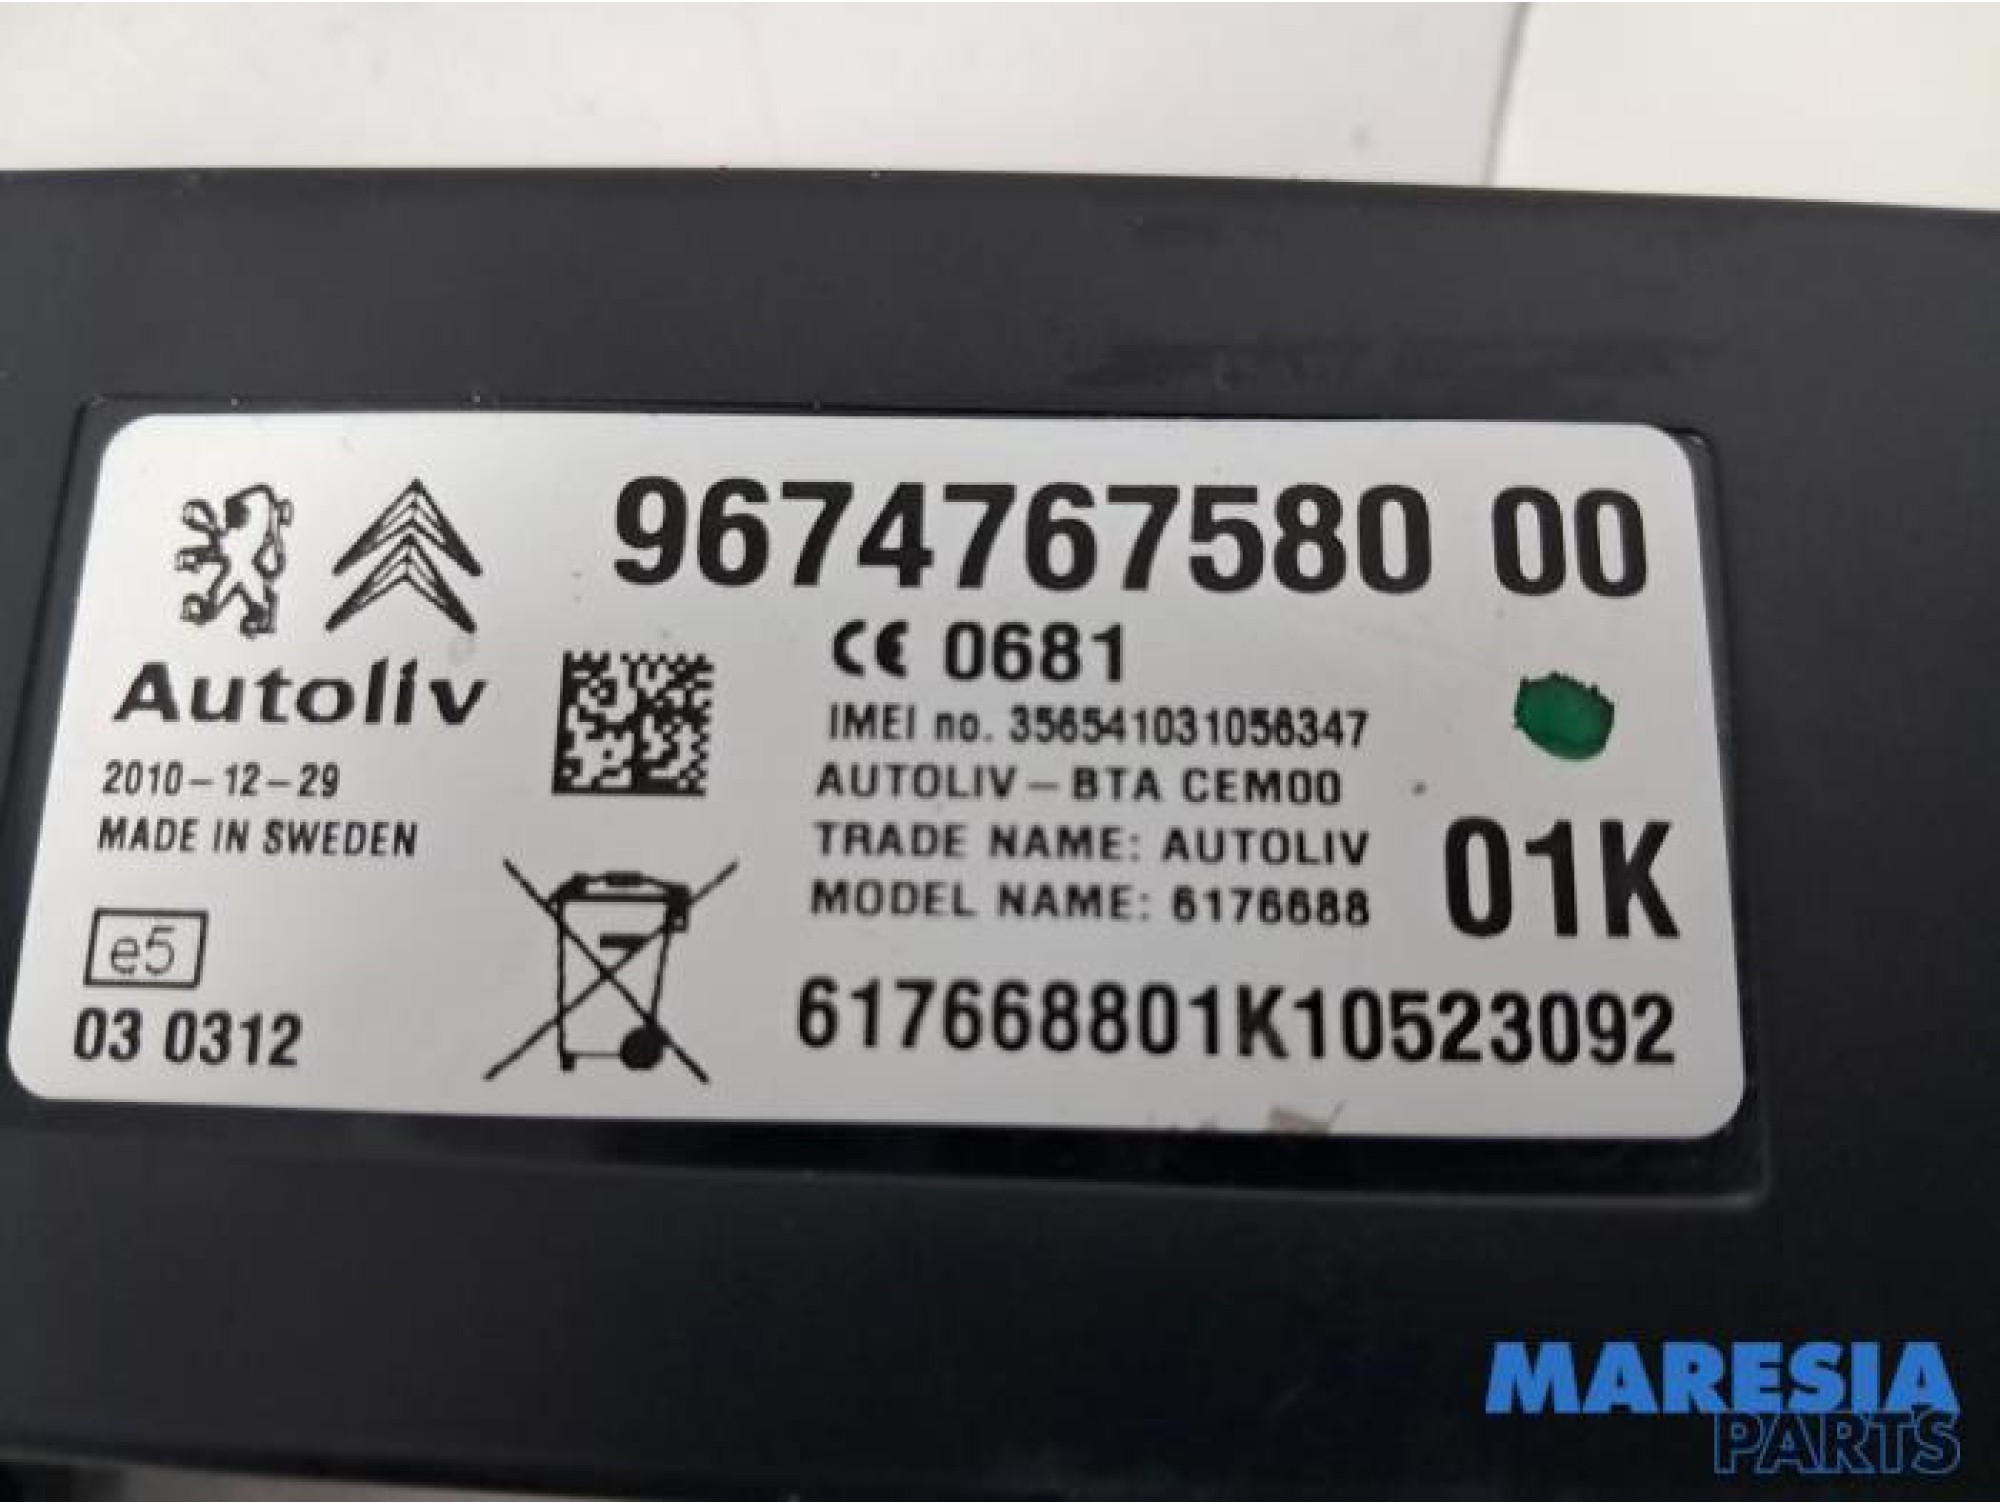 9674767580 00
CE 0681
Autoliv
IMEI no. 356541031056347
2010-12-29
AUTOLIV-BTA CEM00
MADE IN SWEDEN
TRADE NAME: AUTOLIV
01K
MODEL NAME: 6176688
e5
03 0312
617668801K10523092
MARESIA
PARTS